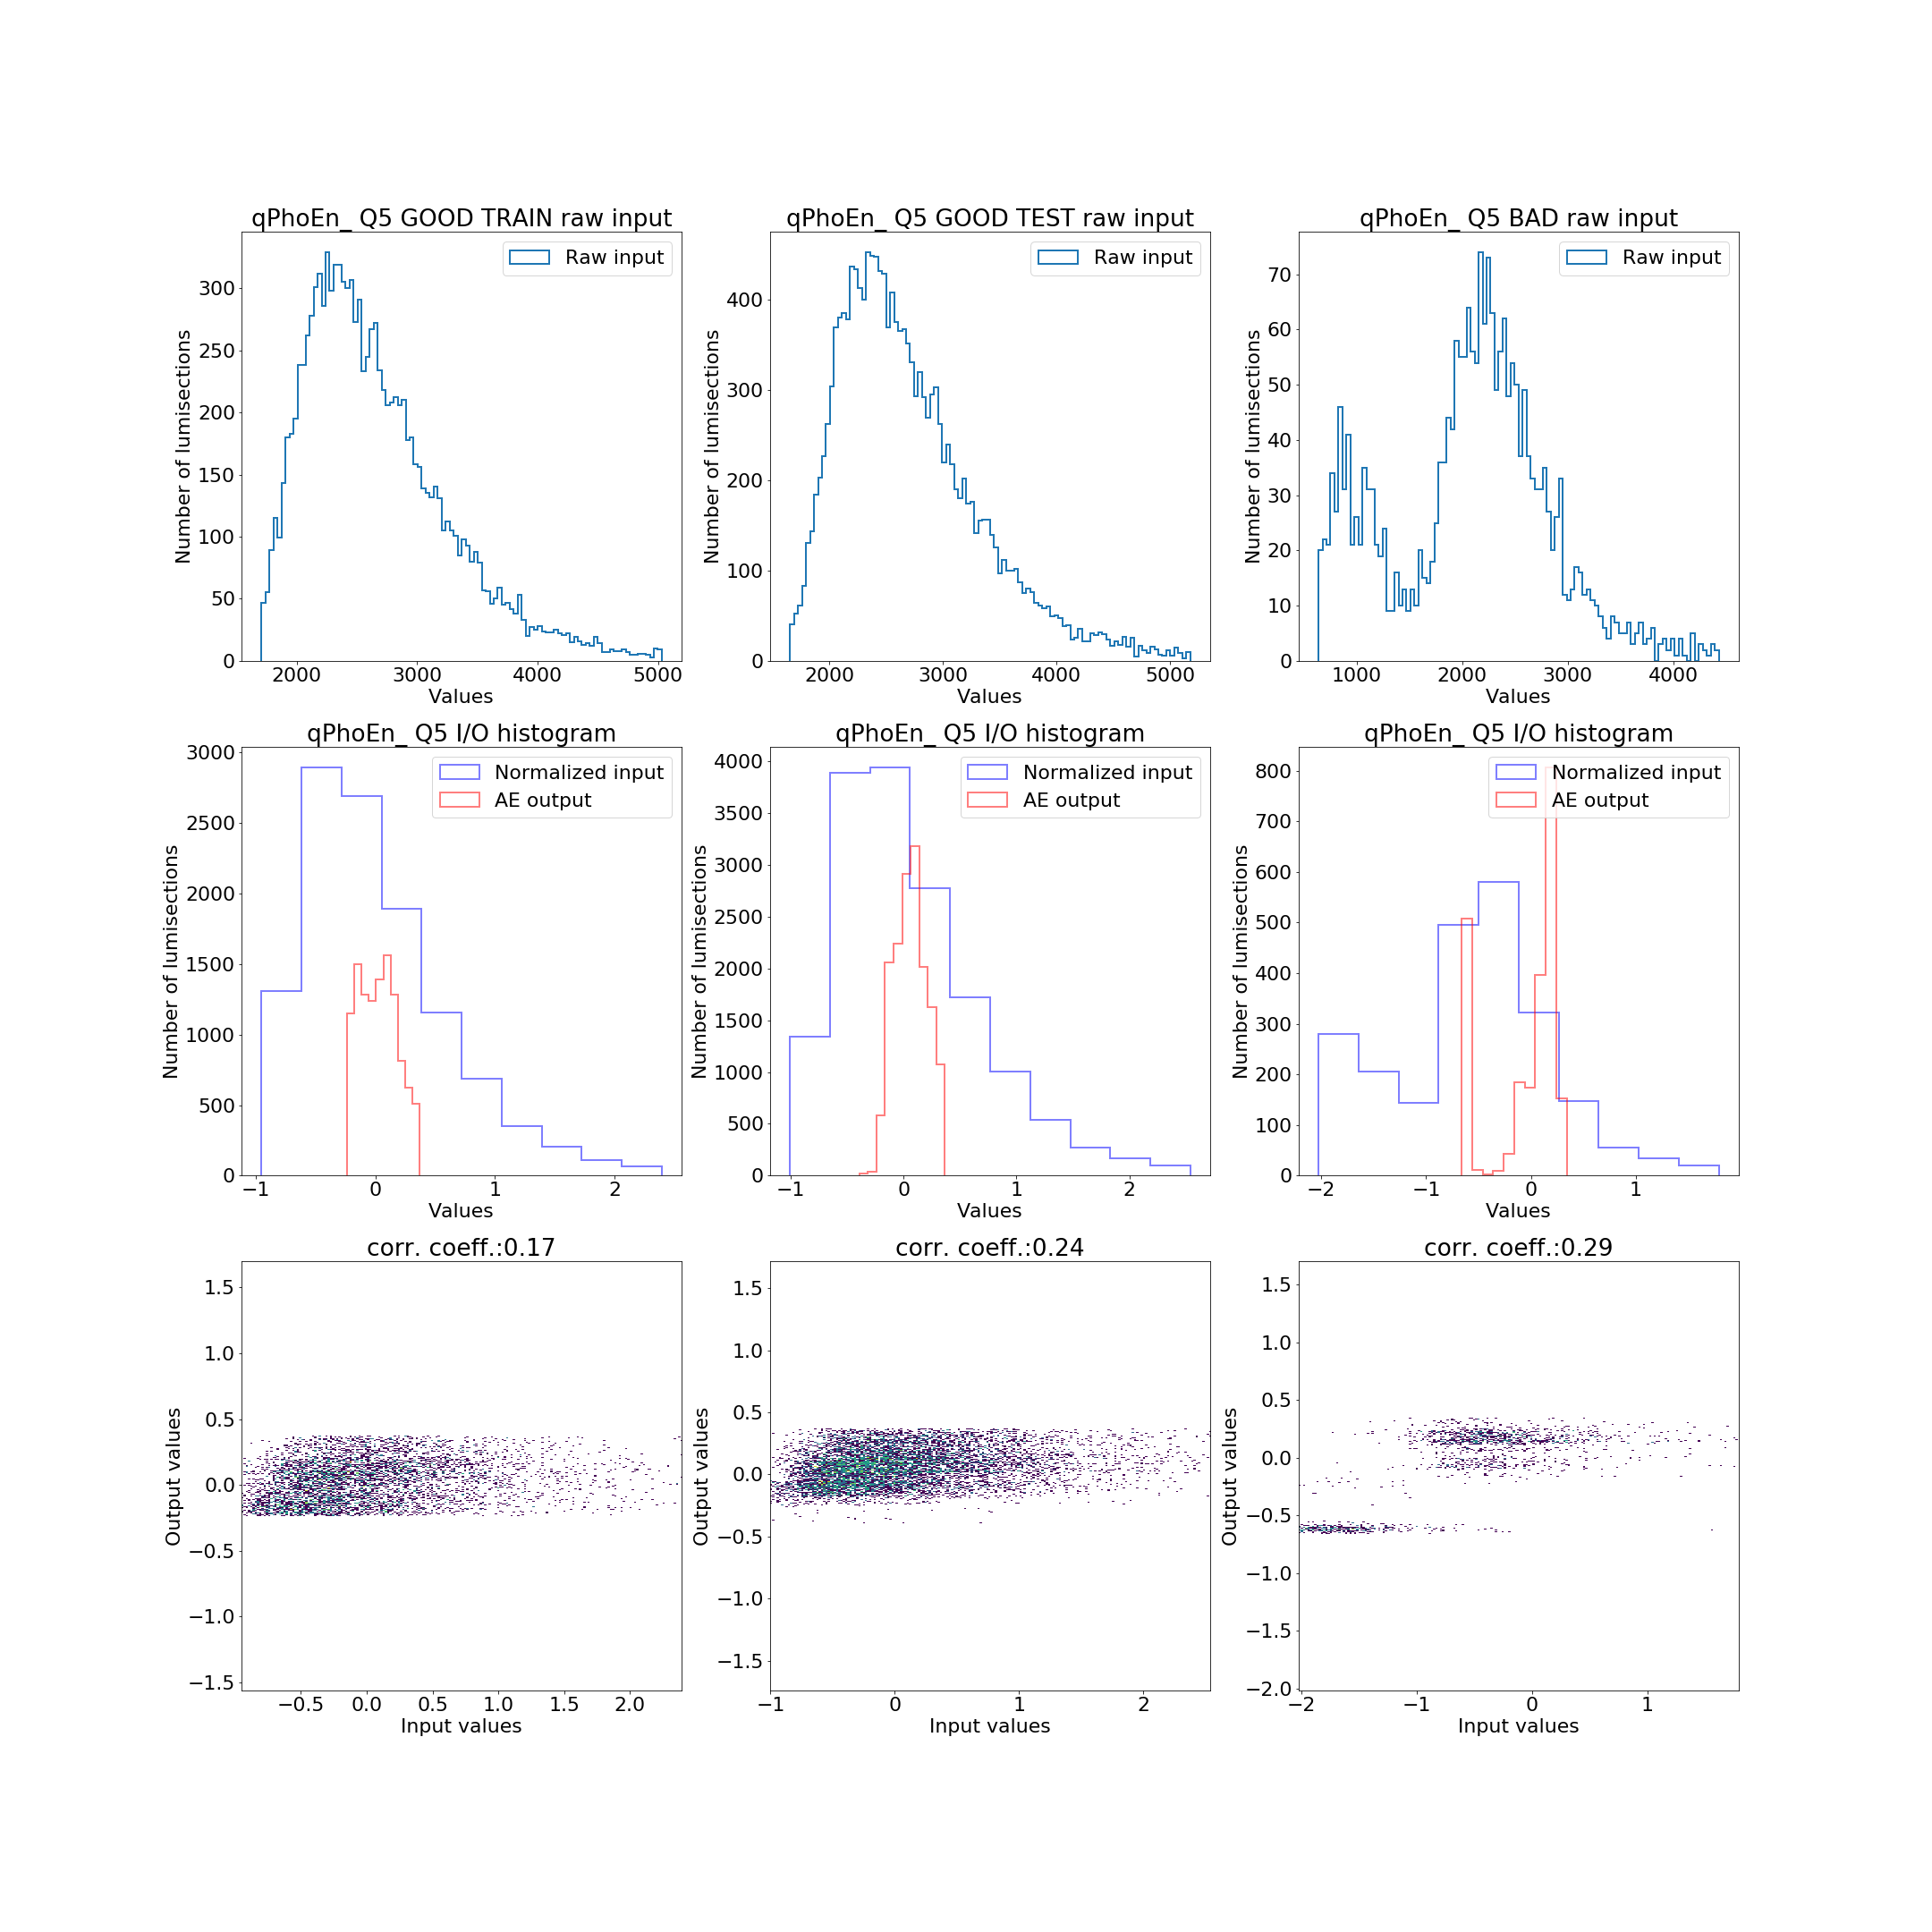 qPhoEn_ Q5 GOOD TRAIN raw input
Raw input
Number of lumisections
300
250
200
150
100
50
0
2000 3000 4000 5000
Values
qPhoEn_ Q5 GOOD TEST raw input
Raw input
Number of lumisections
400
300
200
100
0
2000 3000 4000 5000
Values
qPhoEn_ Q5 BAD raw input
Raw input
Number of lumisections
70
60
50
40
30
20
10
0
1000 2000 3000 4000
Values
qPhoEn_ Q5 I/O histogram
Normalized input
AE output
Number of lumisections
3000
2500
2000
1500
1000
500
0
−1 0 1 2
Values
qPhoEn_ Q5 I/O histogram
Normalized input
AE output
Number of lumisections
4000
3500
3000
2500
2000
1500
1000
500
0
−1 0 1 2
Values
qPhoEn_ Q5 I/O histogram
Normalized input
AE output
Number of lumisections
800
700
600
500
400
300
200
100
0
−2 −1 0 1
Values
corr. coeff.:0.17
Output values
1.5
1.0
0.5
0.0
−0.5
−1.0
−1.5
−0.5 0.0 0.5 1.0 1.5 2.0
Input values
corr. coeff.:0.24
Output values
1.5
1.0
0.5
0.0
−0.5
−1.0
−1.5
−1 0 1 2
Input values
corr. coeff.:0.29
Output values
1.5
1.0
0.5
0.0
−0.5
−1.0
−1.5
−2.0
−2 −1 0 1
Input values